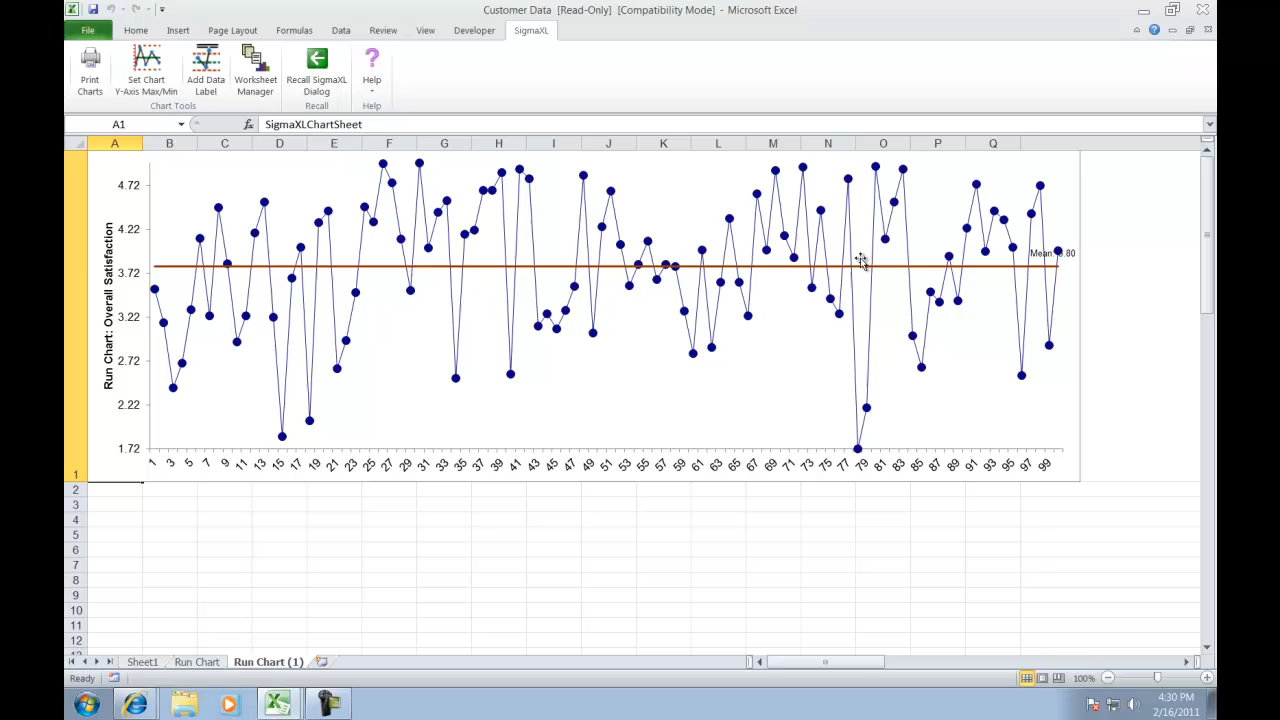 Customer Data  [Read-Only]  [Compatibility Mode] - Microsoft Excel
File Home Insert Page Layout Formulas Data Review View Developer SigmaXL
Print Charts
Set Chart Y-Axis Max/Min
Add Data Label
Worksheet Manager
Recall SigmaXL Dialog
Help
Chart Tools Recall Help
A1 fx SigmaXLChartSheet
A B C D E F G H I J K L M N O P Q
Run Chart: Overall Satisfaction
4.72
4.22
3.72
3.22
2.72
2.22
1.72
1 3 5 7 9 11 13 15 17 19 21 23 25 27 29 31 33 35 37 39 41 43 45 47 49 51 53 55 57 59 61 63 65 67 69 71 73 75 77 79 81 83 85 87 89 91 93 95 97 99
1
2
3
4
5
6
7
8
9
10
11
12
Sheet1 Run Chart Run Chart (1)
Ready 100%
4:30 PM
2/16/2011